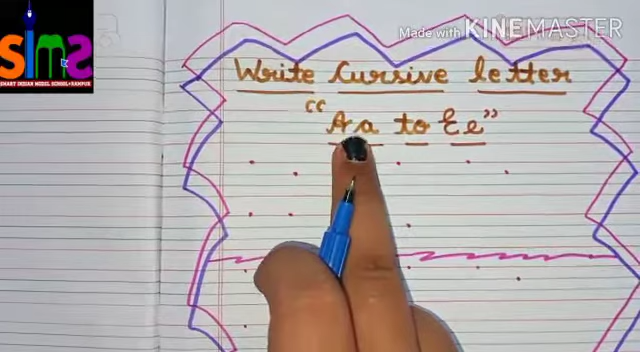 Made with KINEMASTER
SIMS
SMART INDIAN MODEL SCHOOL-RAMPUR
Write Cursive letter
"Aa to Ee"